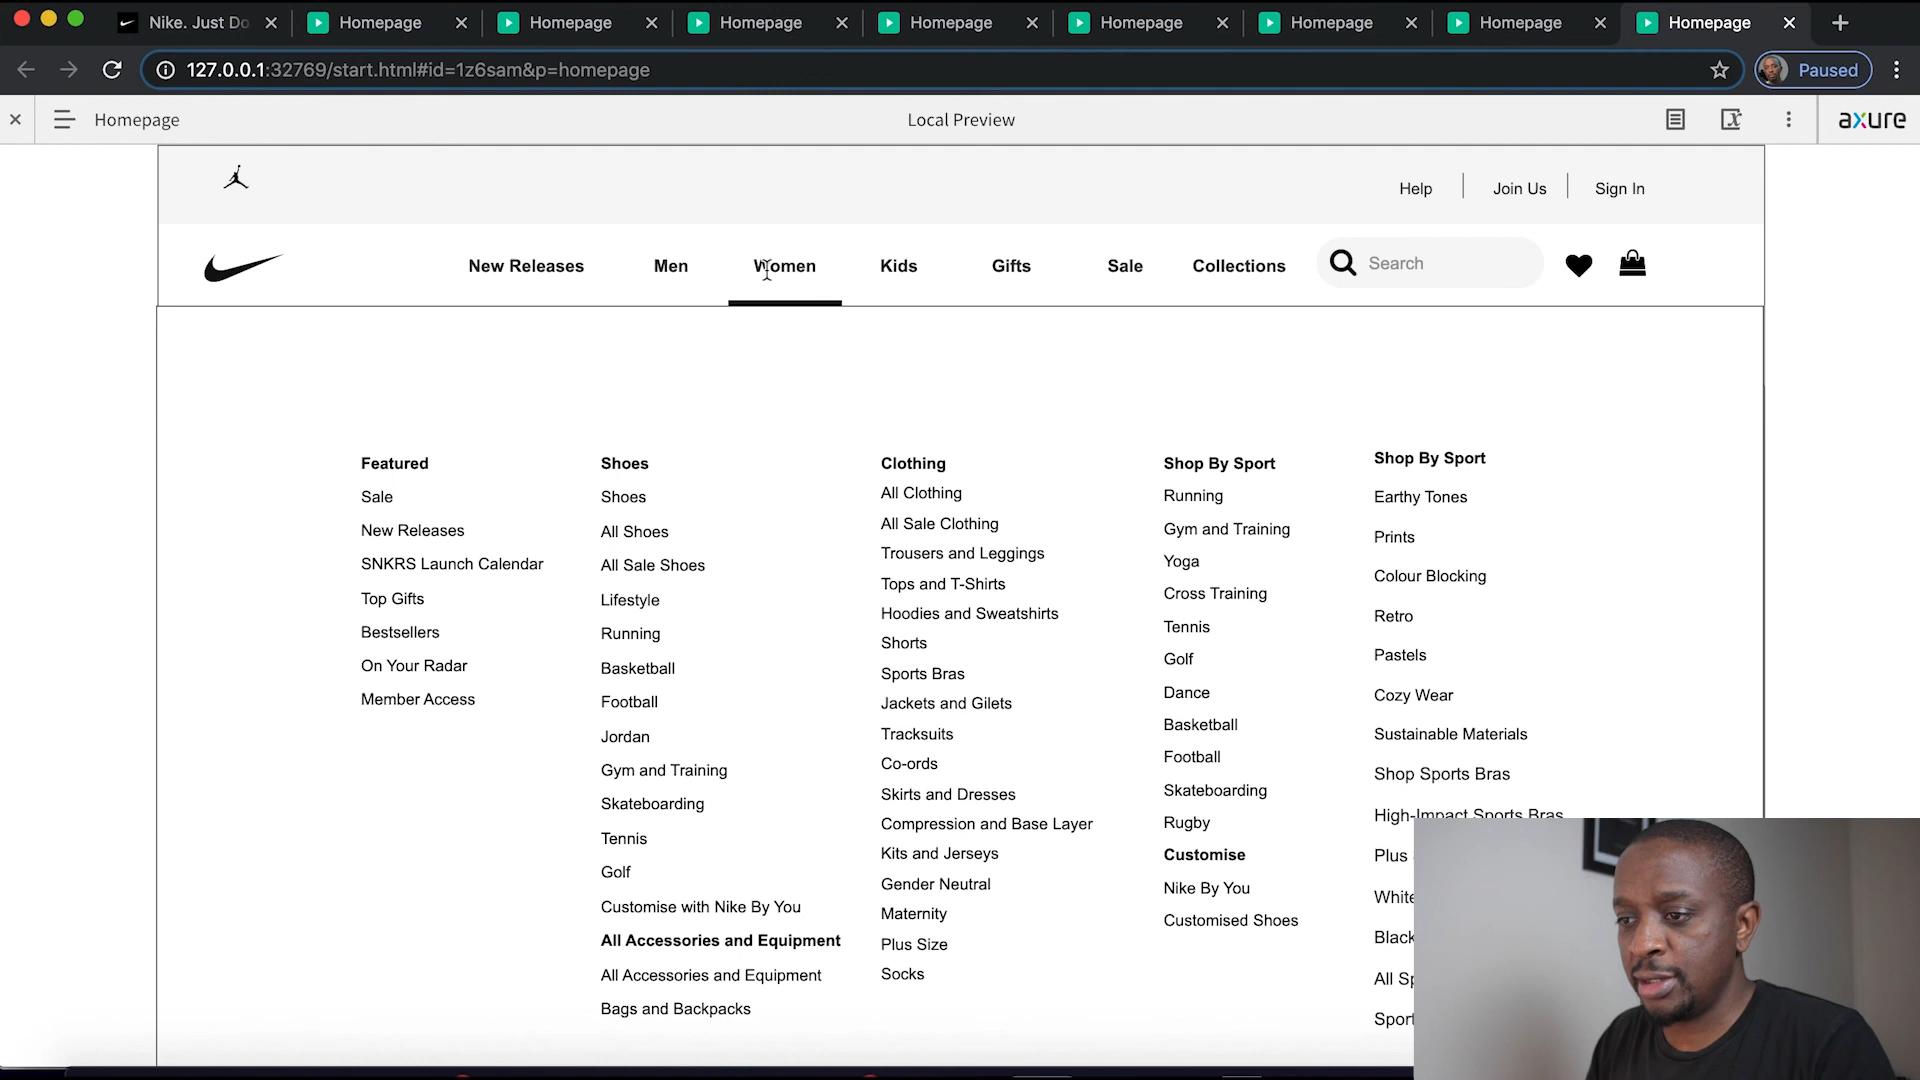 Nike. Just Do
Homepage
Homepage
Homepage
Homepage
Homepage
Homepage
Homepage
Homepage
127.0.0.1:32769/start.html#id=1z6sam&p=homepage
Paused
Homepage
Local Preview
axure
Help
Join Us
Sign In
New Releases
Men
Women
Kids
Gifts
Sale
Collections
Search
Featured
Sale
New Releases
SNKRS Launch Calendar
Top Gifts
Bestsellers
On Your Radar
Member Access
Shoes
Shoes
All Shoes
All Sale Shoes
Lifestyle
Running
Basketball
Football
Jordan
Gym and Training
Skateboarding
Tennis
Golf
Customise with Nike By You
All Accessories and Equipment
All Accessories and Equipment
Bags and Backpacks
Clothing
All Clothing
All Sale Clothing
Trousers and Leggings
Tops and T-Shirts
Hoodies and Sweatshirts
Shorts
Sports Bras
Jackets and Gilets
Tracksuits
Co-ords
Skirts and Dresses
Compression and Base Layer
Kits and Jerseys
Gender Neutral
Maternity
Plus Size
Socks
Shop By Sport
Running
Gym and Training
Yoga
Cross Training
Tennis
Golf
Dance
Basketball
Football
Skateboarding
Rugby
Customise
Nike By You
Customised Shoes
Shop By Sport
Earthy Tones
Prints
Colour Blocking
Retro
Pastels
Cozy Wear
Sustainable Materials
Shop Sports Bras
High-Impact Sports Bras
Plus
White
Black
All Sp
Sport